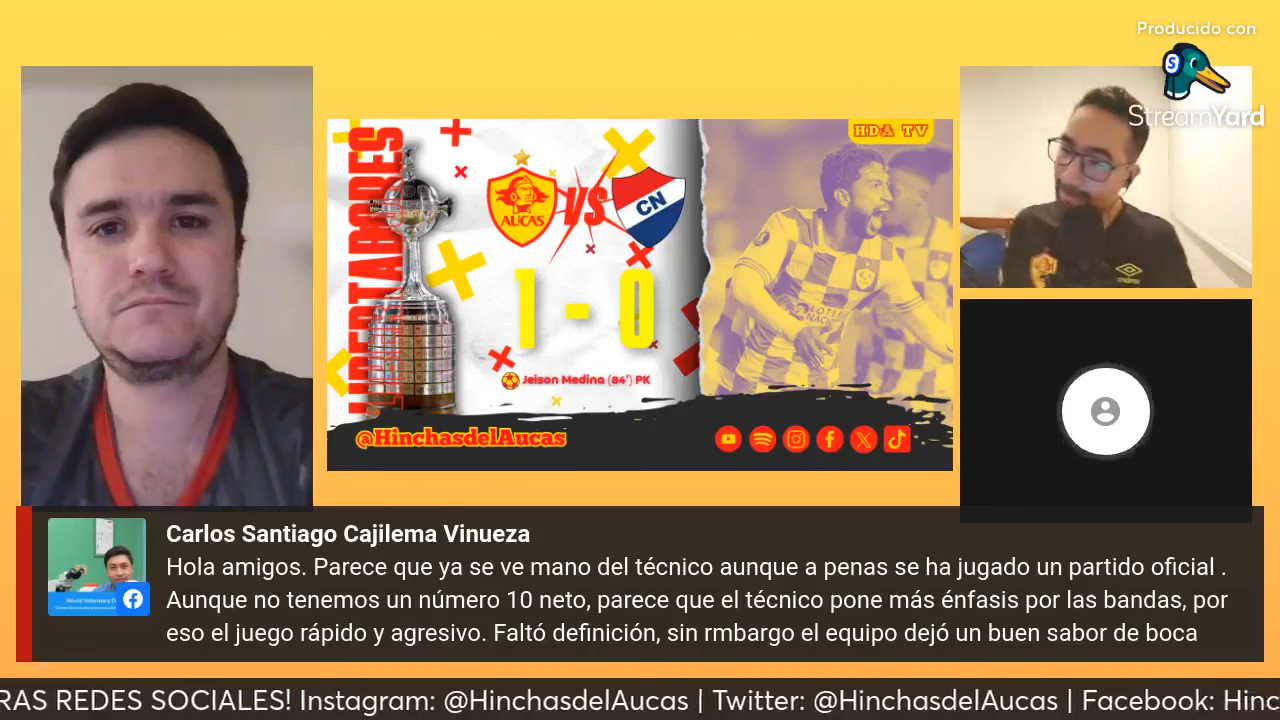 Producido con
StreamYard
HDA TV
LIBERTADORES
AUCAS
VS
CN
1 - 0
Jeison Medina (84') PK
@HinchasdelAucas
Carlos Santiago Cajilema Vinueza
Hola amigos. Parece que ya se ve mano del técnico aunque a penas se ha jugado un partido oficial .
Aunque no tenemos un número 10 neto, parece que el técnico pone más énfasis por las bandas, por
eso el juego rápido y agresivo. Faltó definición, sin rmbargo el equipo dejó un buen sabor de boca
RAS REDES SOCIALES! Instagram: @HinchasdelAucas | Twitter: @HinchasdelAucas | Facebook: Hinc